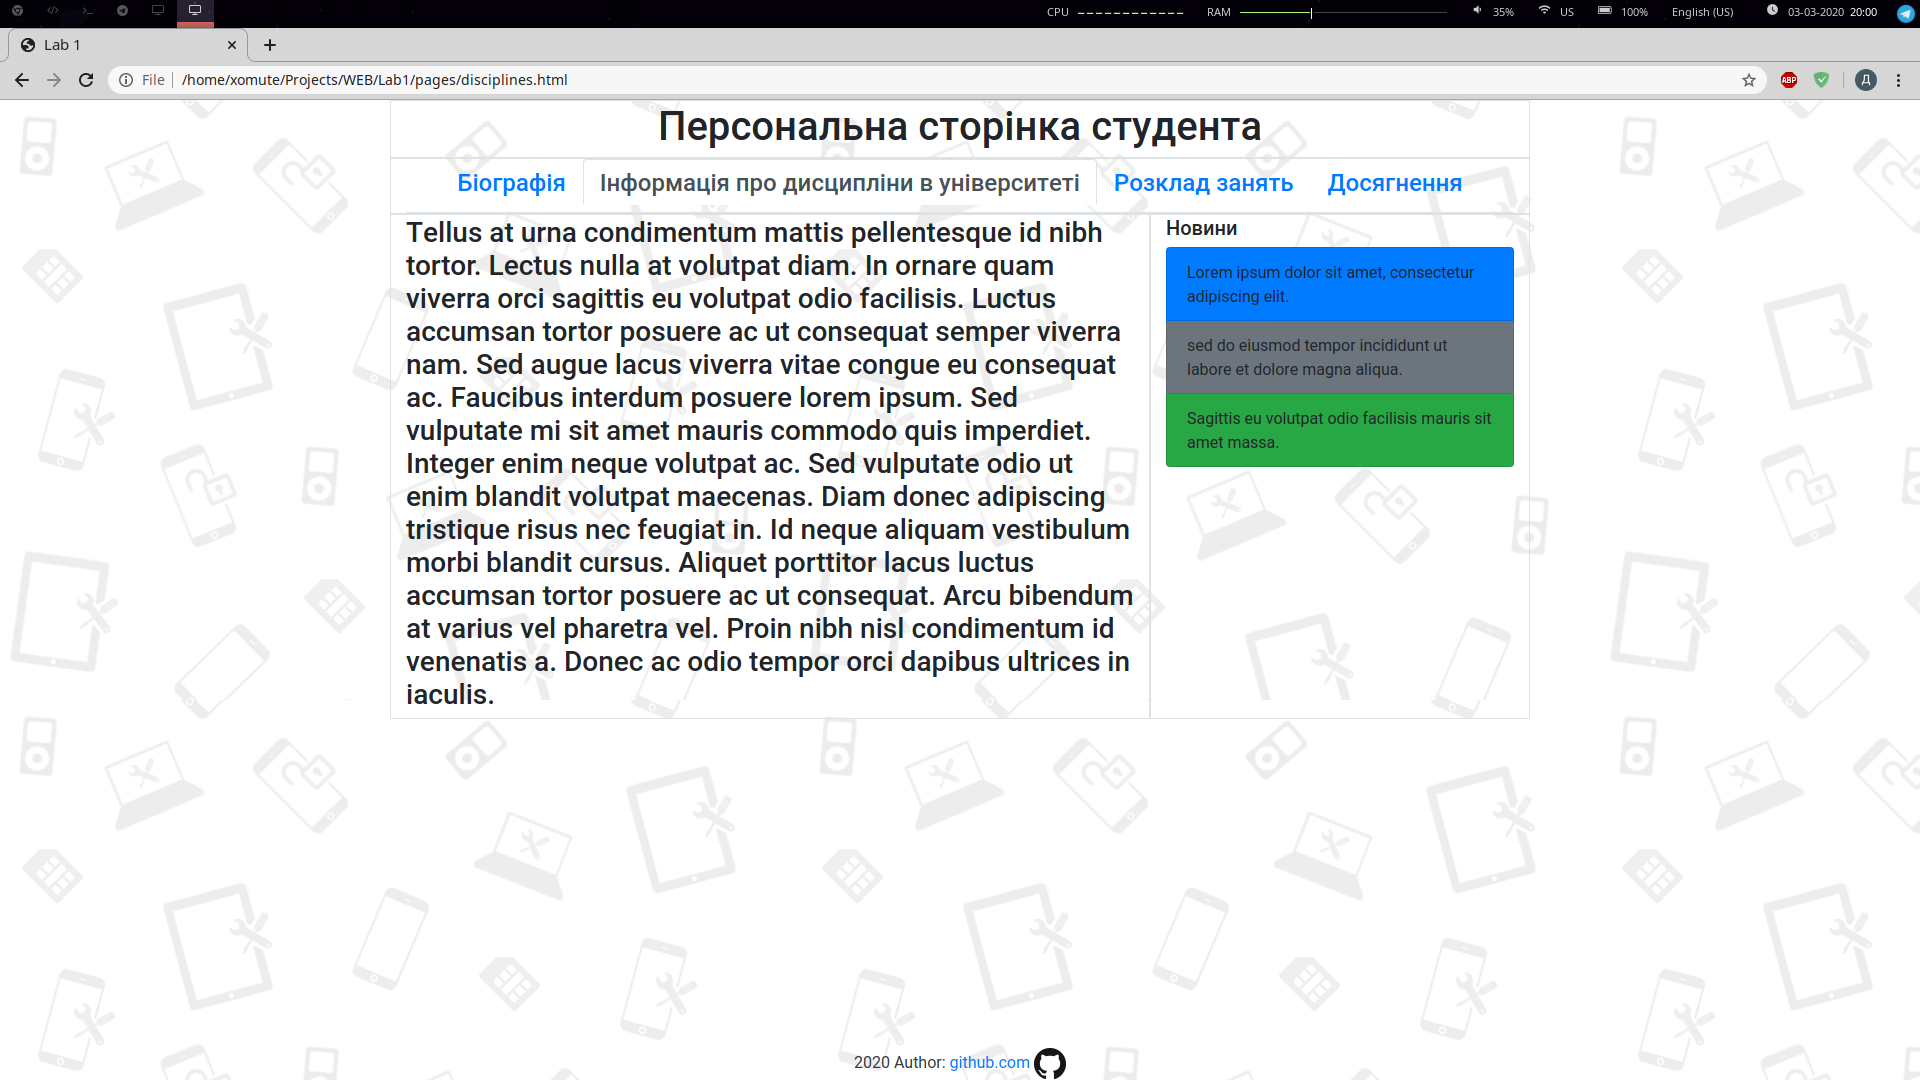 CPU RAM 35% US 100% English (US) 03-03-2020 20:00
Lab 1
File /home/xomute/Projects/WEB/Lab1/pages/disciplines.html ABP Д
Персональна сторінка студента
Біографія Інформація про дисципліни в університеті Розклад занять Досягнення
Tellus at urna condimentum mattis pellentesque id nibh
tortor. Lectus nulla at volutpat diam. In ornare quam
viverra orci sagittis eu volutpat odio facilisis. Luctus
accumsan tortor posuere ac ut consequat semper viverra
nam. Sed augue lacus viverra vitae congue eu consequat
ac. Faucibus interdum posuere lorem ipsum. Sed
vulputate mi sit amet mauris commodo quis imperdiet.
Integer enim neque volutpat ac. Sed vulputate odio ut
enim blandit volutpat maecenas. Diam donec adipiscing
tristique risus nec feugiat in. Id neque aliquam vestibulum
morbi blandit cursus. Aliquet porttitor lacus luctus
accumsan tortor posuere ac ut consequat. Arcu bibendum
at varius vel pharetra vel. Proin nibh nisl condimentum id
venenatis a. Donec ac odio tempor orci dapibus ultrices in
iaculis.
Новини
Lorem ipsum dolor sit amet, consectetur
adipiscing elit.
sed do eiusmod tempor incididunt ut
labore et dolore magna aliqua.
Sagittis eu volutpat odio facilisis mauris sit
amet massa.
2020 Author: github.com